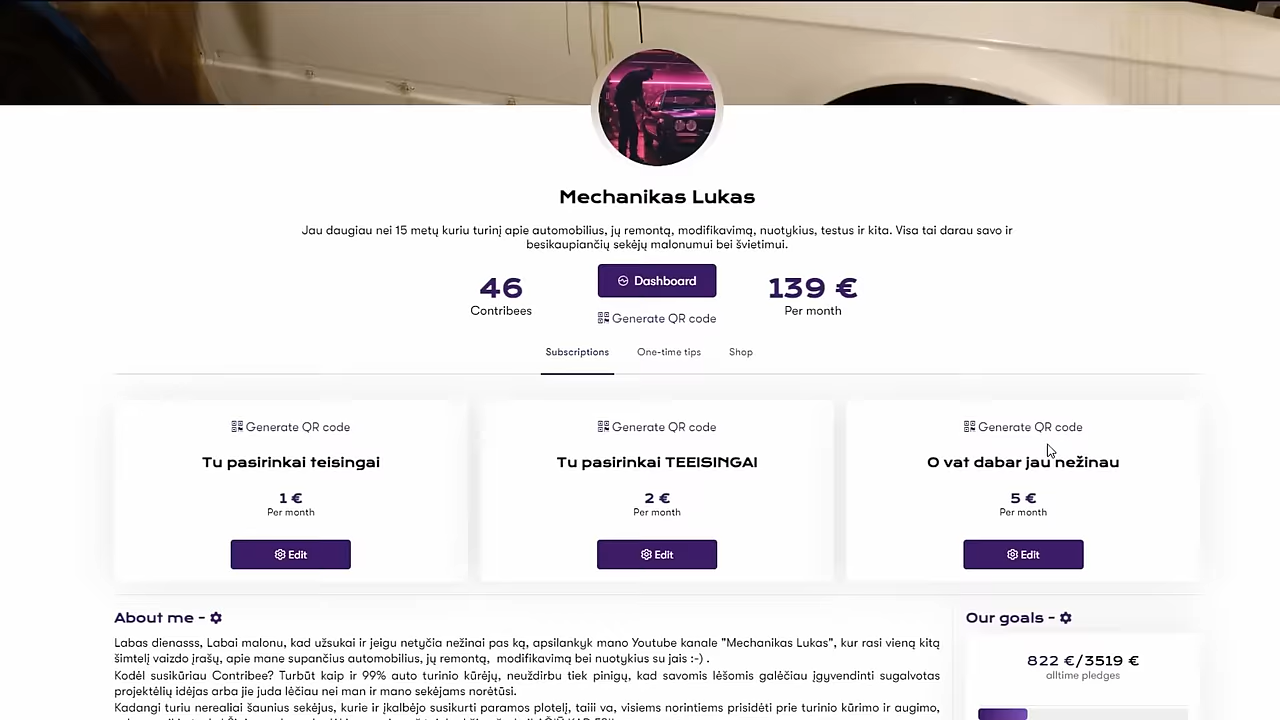 Mechanikas Lukas
Jau daugiau nei 15 metų kuriu turinį apie automobilius, jų remontą, modifikavimą, nuotykius, testus ir kita. Visa tai darau savo ir
besikaupiančių sekėjų malonumui bei švietimui.
46
Contribees
Dashboard
Generate QR code
139 €
Per month
Subscriptions
One-time tips
Shop
Generate QR code
Tu pasirinkai teisingai
1 €
Per month
Edit
Generate QR code
Tu pasirinkai TEEISINGAI
2 €
Per month
Edit
Generate QR code
O vat dabar jau nežinau
5 €
Per month
Edit
About me -
Labas dienasss, Labai malonu, kad užsukai ir jeigu netyčia nežinai pas ką, apsilankyk mano Youtube kanale "Mechanikas Lukas", kur rasi vieną kitą
šimtelį vaizdo įrašų, apie mane supančius automobilius, jų remontą, modifikavimą bei nuotykius su jais :-) .
Kodėl susikūriau Contribee? Turbūt kaip ir 99% auto turinio kūrėjų, neuždirbu tiek pinigų, kad savomis lėšomis galėčiau įgyvendinti sugalvotas
projektėlių idėjas arba jie juda lėčiau nei man ir mano sekėjams norėtųsi.
Kadangi turiu nerealiai šaunius sekėjus, kurie ir įkalbėjo susikurti paramos plotelį, taiii va, visiems norintiems prisidėti prie turinio kūrimo ir augimo,
Our goals -
822 €/3519 €
alltime pledges